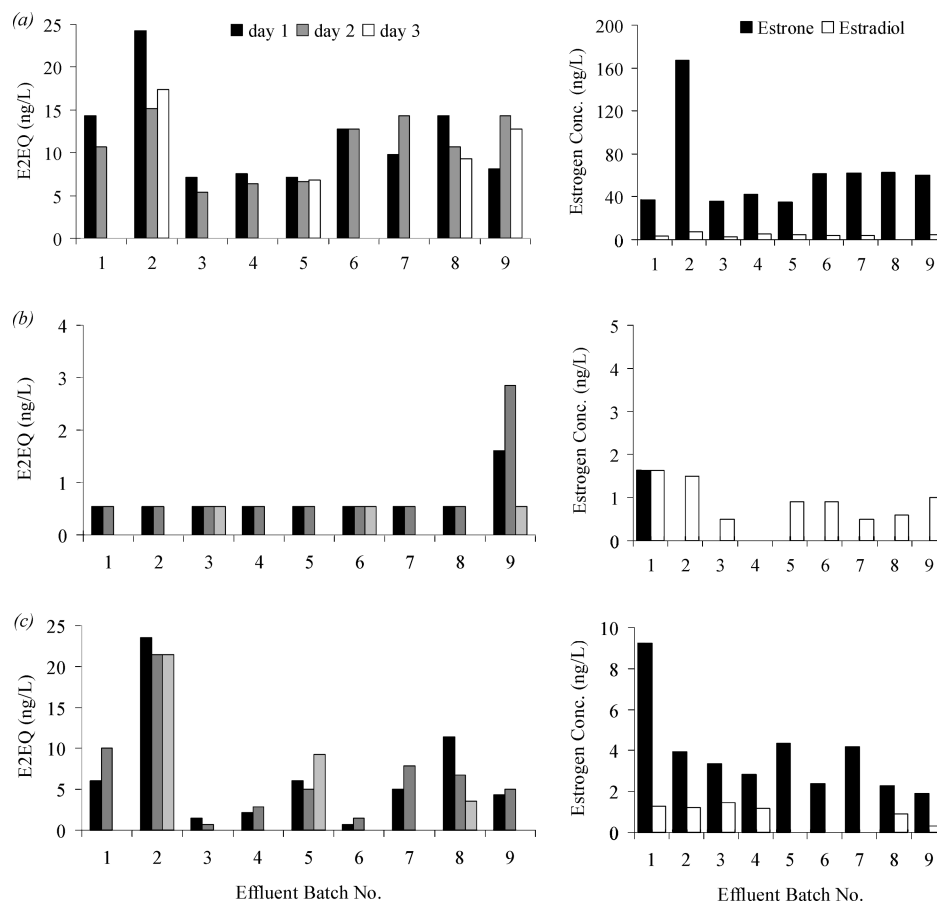 (a)
E2EQ (ng/L)
25
20
15
10
5
0
day 1 day 2 day 3
1 2 3 4 5 6 7 8 9
Estrogen Conc. (ng/L)
200
160
120
80
40
0
Estrone Estradiol
1 2 3 4 5 6 7 8 9
(b)
E2EQ (ng/L)
4
3
2
1
0
1 2 3 4 5 6 7 8 9
Estrogen Conc. (ng/L)
5
4
3
2
1
0
1 2 3 4 5 6 7 8 9
(c)
E2EQ (ng/L)
25
20
15
10
5
0
1 2 3 4 5 6 7 8 9
Effluent Batch No.
Estrogen Conc. (ng/L)
10
8
6
4
2
0
1 2 3 4 5 6 7 8 9
Effluent Batch No.